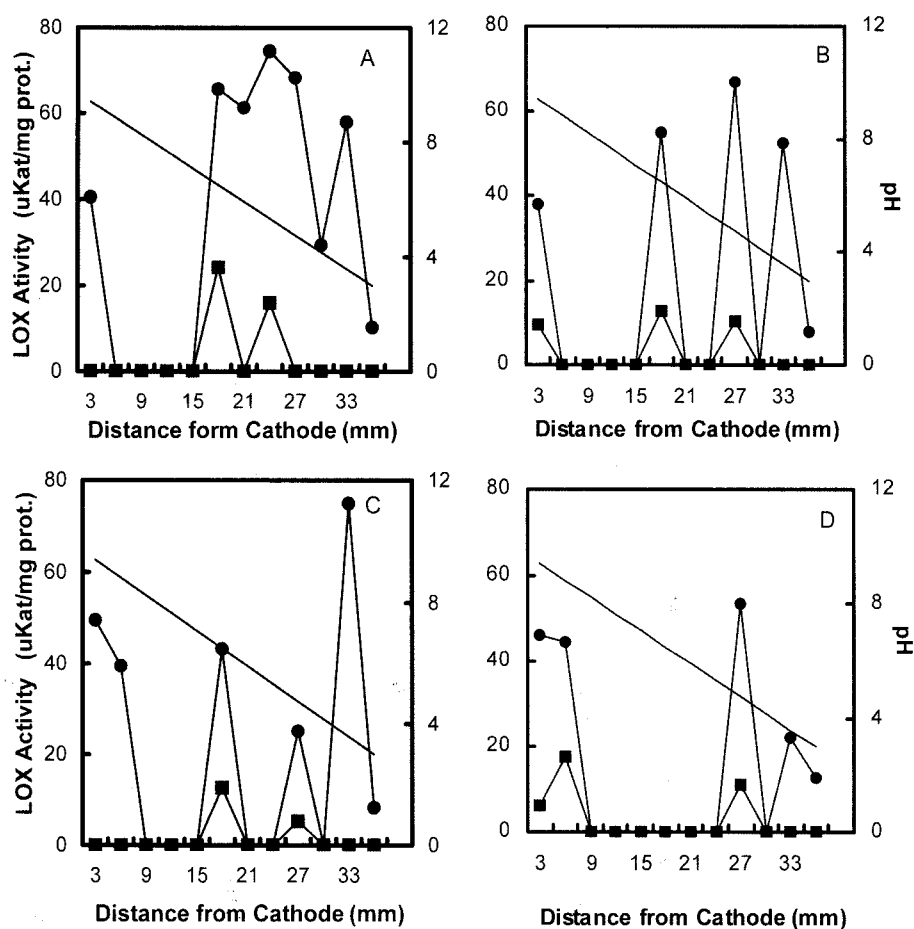 A
80
60
40
20
0
12
8
4
0
LOX Ativity (uKat/mg prot.)
3 9 15 21 27 33
Distance form Cathode (mm)
B
80
60
40
20
0
12
8
4
0
pH
3 9 15 21 27 33
Distance from Cathode (mm)
C
80
60
40
20
0
12
8
4
0
LOX Activity (uKat/mg prot.)
3 9 15 21 27 33
Distance from Cathode (mm)
D
80
60
40
20
0
12
8
4
0
pH
3 9 15 21 27 33
Distance from Cathode (mm)